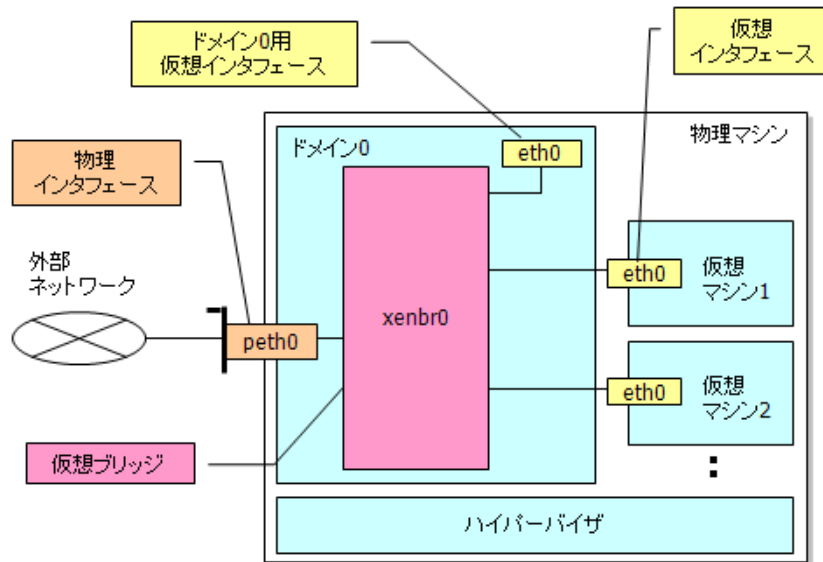 ドメイン0用
仮想インタフェース
仮想
インタフェース
物理
インタフェース
ドメイン0
eth0
物理マシン
外部
ネットワーク
eth0
仮想
マシン1
xenbr0
peth0
eth0
仮想
マシン2
仮想ブリッジ
ハイパーバイザ